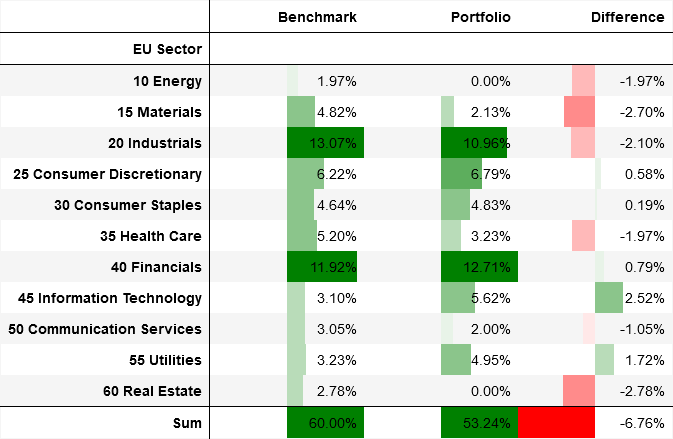 Benchmark Portfolio Difference
EU Sector
10 Energy 1.97% 0.00% -1.97%
15 Materials 4.82% 2.13% -2.70%
20 Industrials 13.07% 10.96% -2.10%
25 Consumer Discretionary 6.22% 6.79% 0.58%
30 Consumer Staples 4.64% 4.83% 0.19%
35 Health Care 5.20% 3.23% -1.97%
40 Financials 11.92% 12.71% 0.79%
45 Information Technology 3.10% 5.62% 2.52%
50 Communication Services 3.05% 2.00% -1.05%
55 Utilities 3.23% 4.95% 1.72%
60 Real Estate 2.78% 0.00% -2.78%
Sum 60.00% 53.24% -6.76%